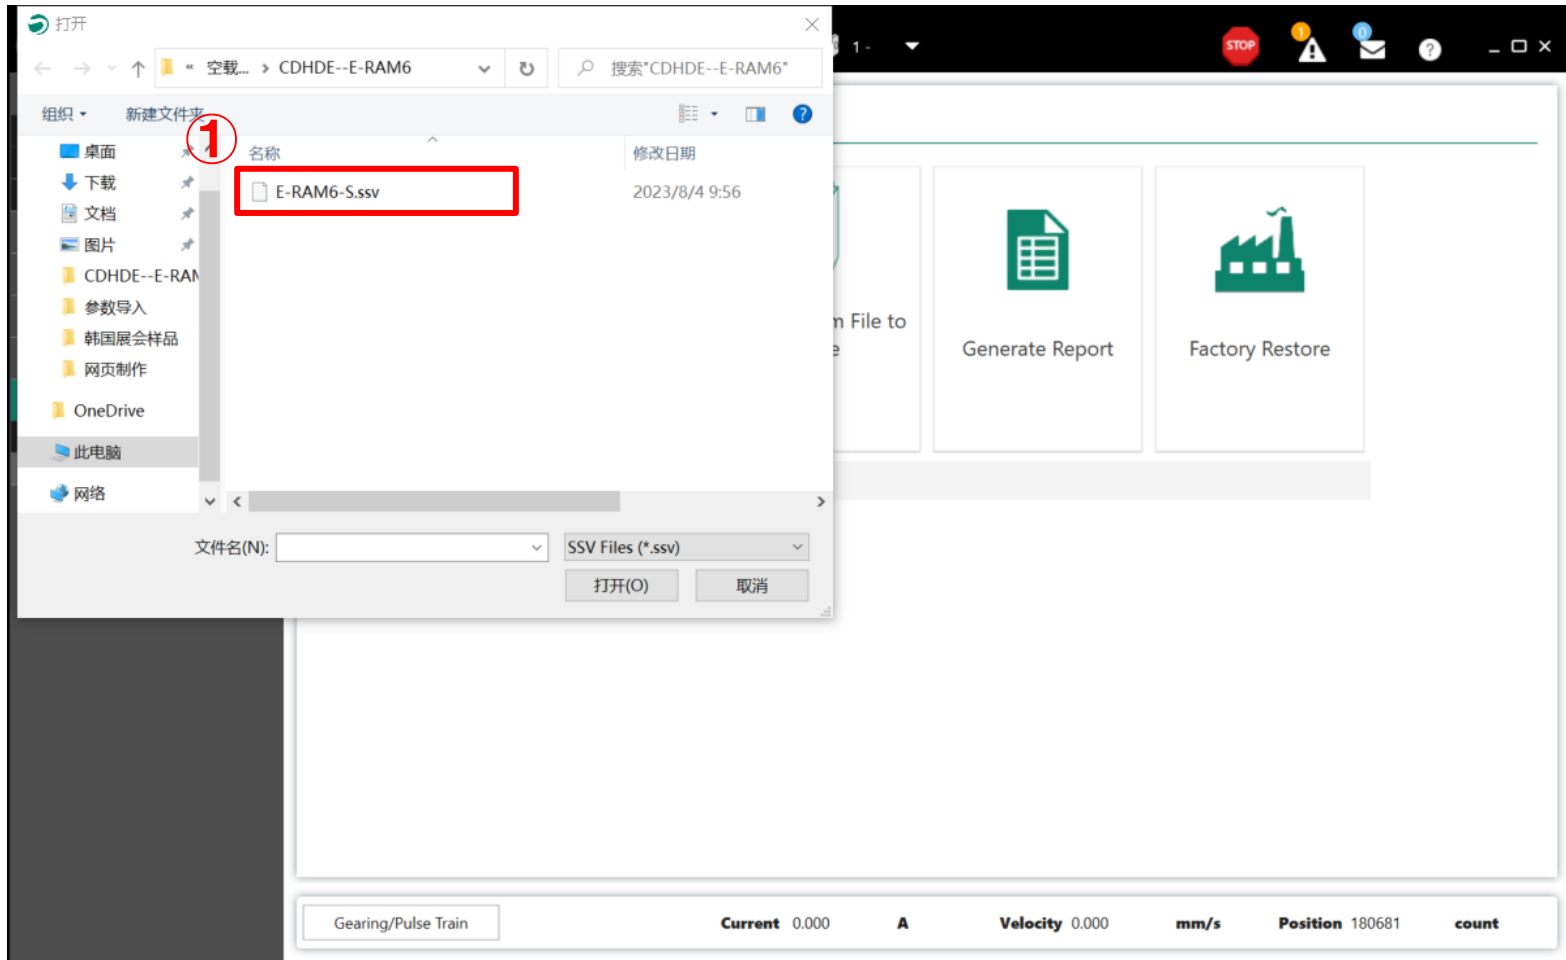 打开
1 -
STOP
1
0
?
« 空载... > CDHDE--E-RAM6
搜索"CDHDE--E-RAM6"
组织
新建文件夹
?
①
桌面
名称
修改日期
下载
E-RAM6-S.ssv
2023/8/4 9:56
文档
图片
CDHDE--E-RAM
参数导入
韩国展会样品
网页制作
OneDrive
此电脑
网络
File to
Generate Report
Factory Restore
文件名(N):
SSV Files (*.ssv)
打开(O)
取消
Gearing/Pulse Train
Current 0.000 A
Velocity 0.000 mm/s
Position 180681 count